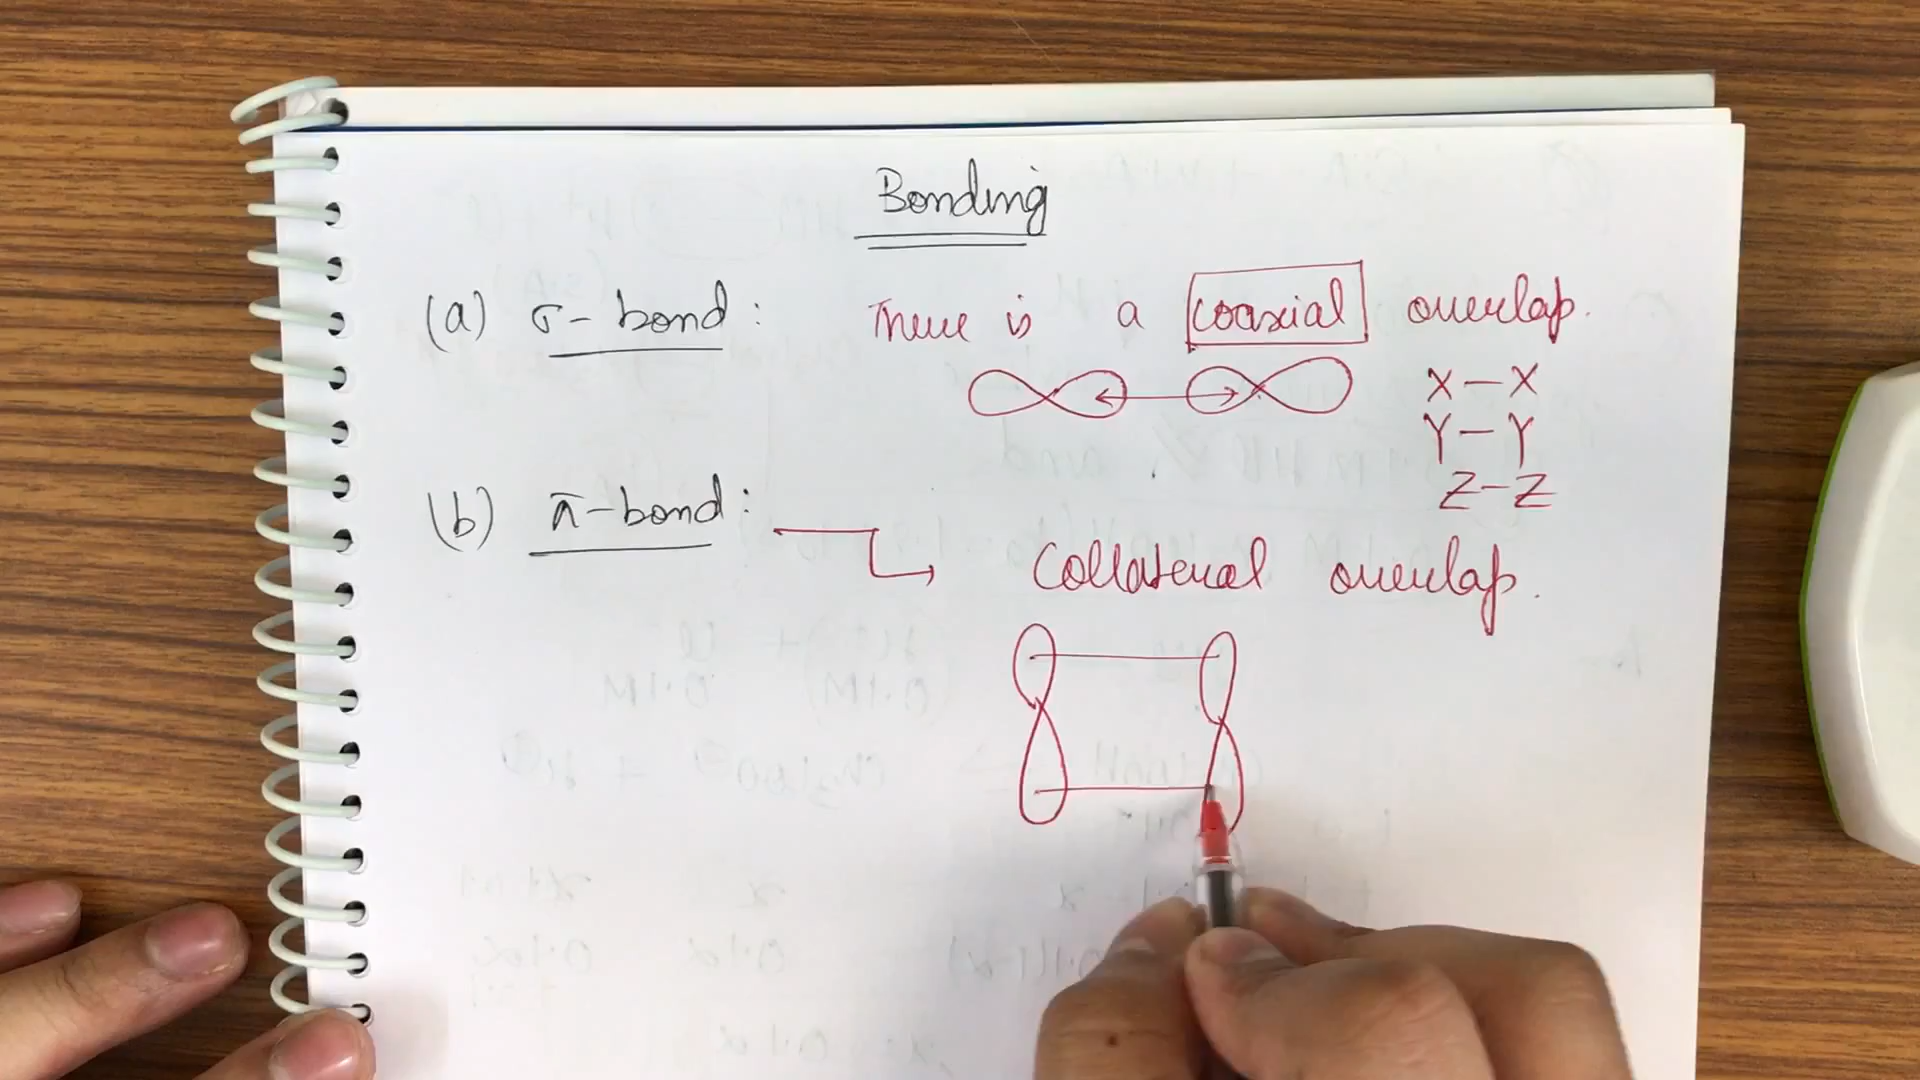 Bonding
(a) σ-bond: There is a coaxial overlap.
X-X
Y-Y
Z-Z
(b) π-bond:
Collateral overlap.